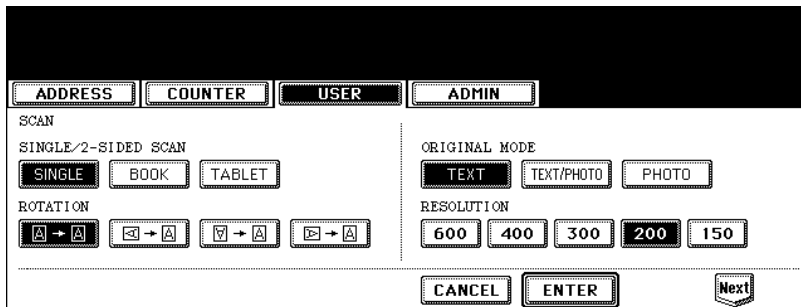 ADDRESS COUNTER USER ADMIN
SCAN
SINGLE/2-SIDED SCAN
SINGLE BOOK TABLET
ROTATION
A → A A → A A → A A → A
ORIGINAL MODE
TEXT TEXT/PHOTO PHOTO
RESOLUTION
600 400 300 200 150
CANCEL ENTER Next